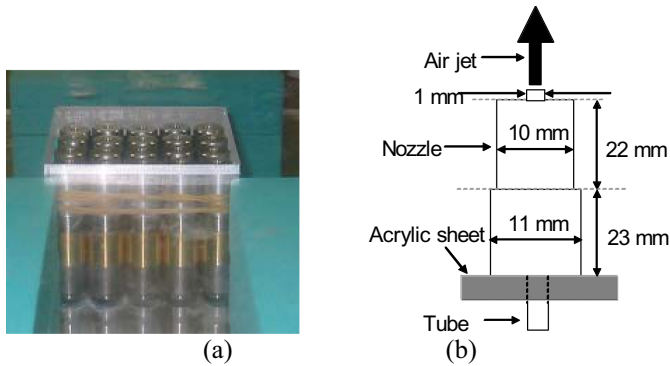 Air jet
1 mm
10 mm
Nozzle
22 mm
11 mm
Acrylic sheet
23 mm
Tube
(a)
(b)